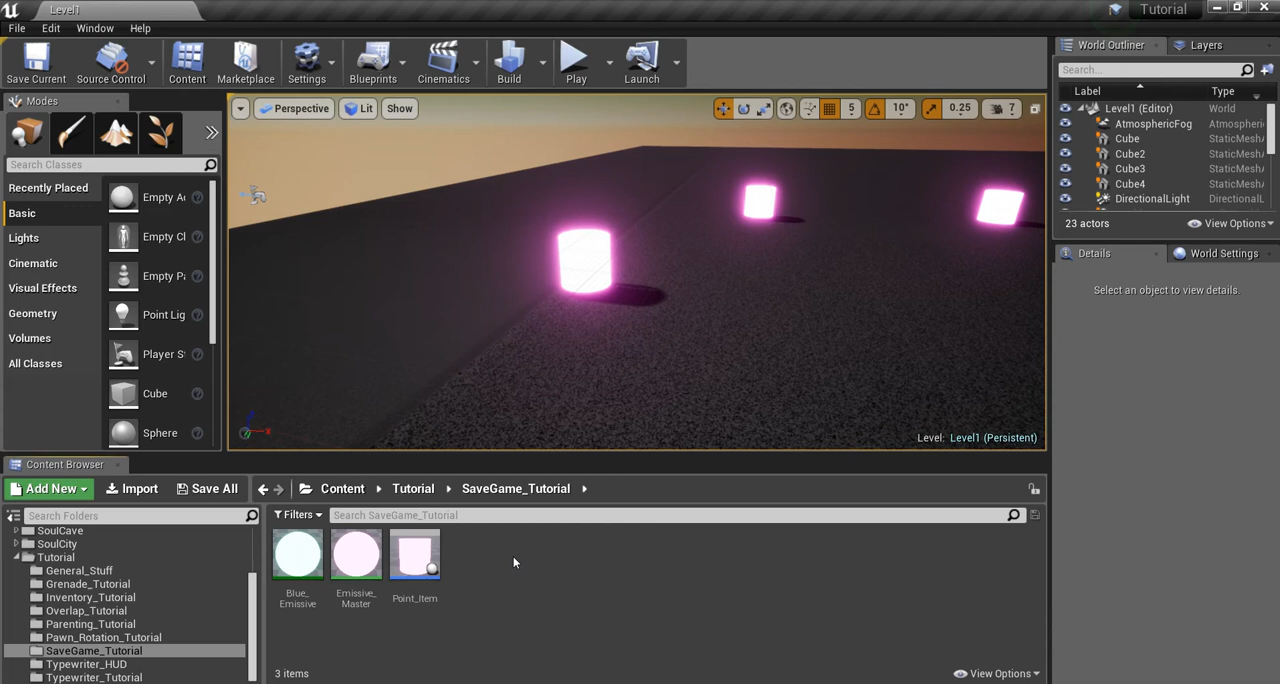 Level1
Tutorial
File Edit Window Help
Save Current Source Control Content Marketplace Settings Blueprints Cinematics Build Play Launch
Modes
Search Classes
Recently Placed
Basic
Lights
Cinematic
Visual Effects
Geometry
Volumes
All Classes
Empty Ac
Empty Cl
Empty Pa
Point Lig
Player S
Cube
Sphere
Perspective Lit Show
5 10° 0.25 7
Level: Level1 (Persistent)
World Outliner Layers
Search...
Label Type
Level1 (Editor) World
AtmosphericFog Atmospheri
Cube StaticMesh
Cube2 StaticMesh
Cube3 StaticMesh
Cube4 StaticMesh
DirectionalLight DirectionalL
23 actors View Options
Details World Settings
Select an object to view details.
Content Browser
Add New Import Save All Content Tutorial SaveGame_Tutorial
Search Folders
SoulCave
SoulCity
Tutorial
General_Stuff
Grenade_Tutorial
Inventory_Tutorial
Overlap_Tutorial
Parenting_Tutorial
Pawn_Rotation_Tutorial
SaveGame_Tutorial
Typewriter_HUD
Typewriter_Tutorial
Filters Search SaveGame_Tutorial
Blue_
Emissive
Emissive_
Master
Point_Item
3 items View Options